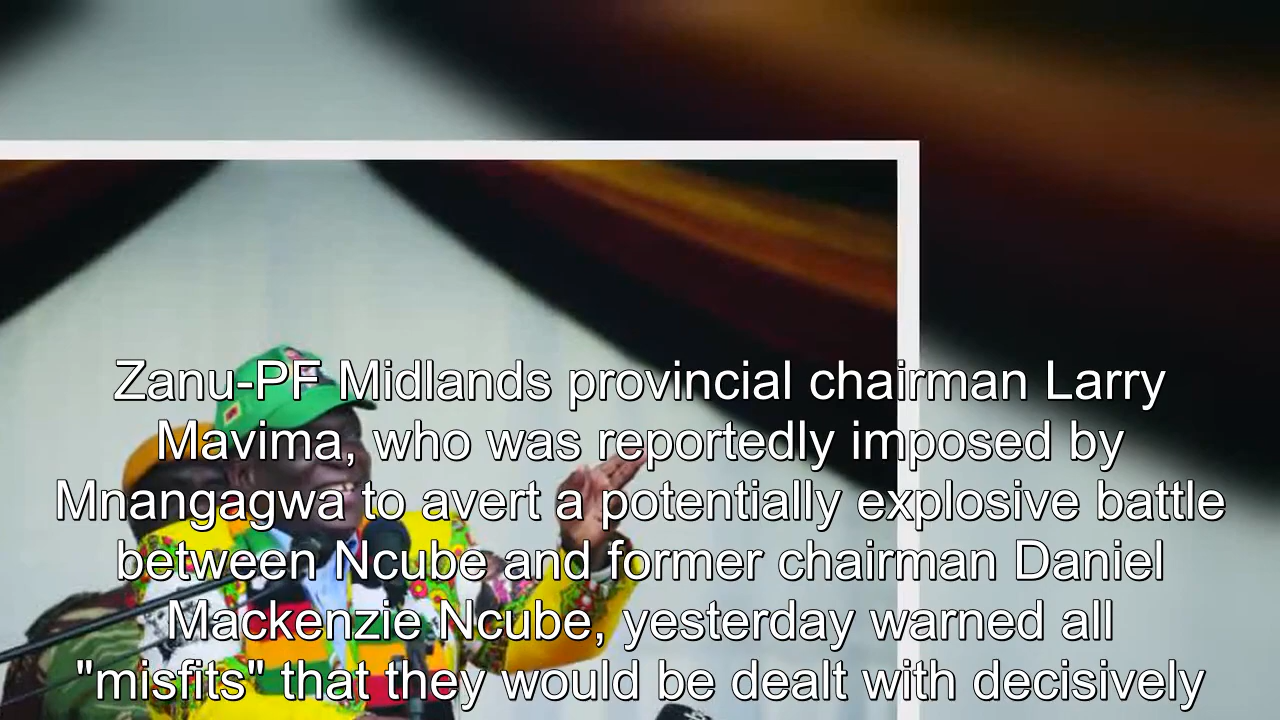 Zanu-PF Midlands provincial chairman Larry
Mavima, who was reportedly imposed by
Mnangagwa to avert a potentially explosive battle
between Ncube and former chairman Daniel
Mackenzie Ncube, yesterday warned all
"misfits" that they would be dealt with decisively